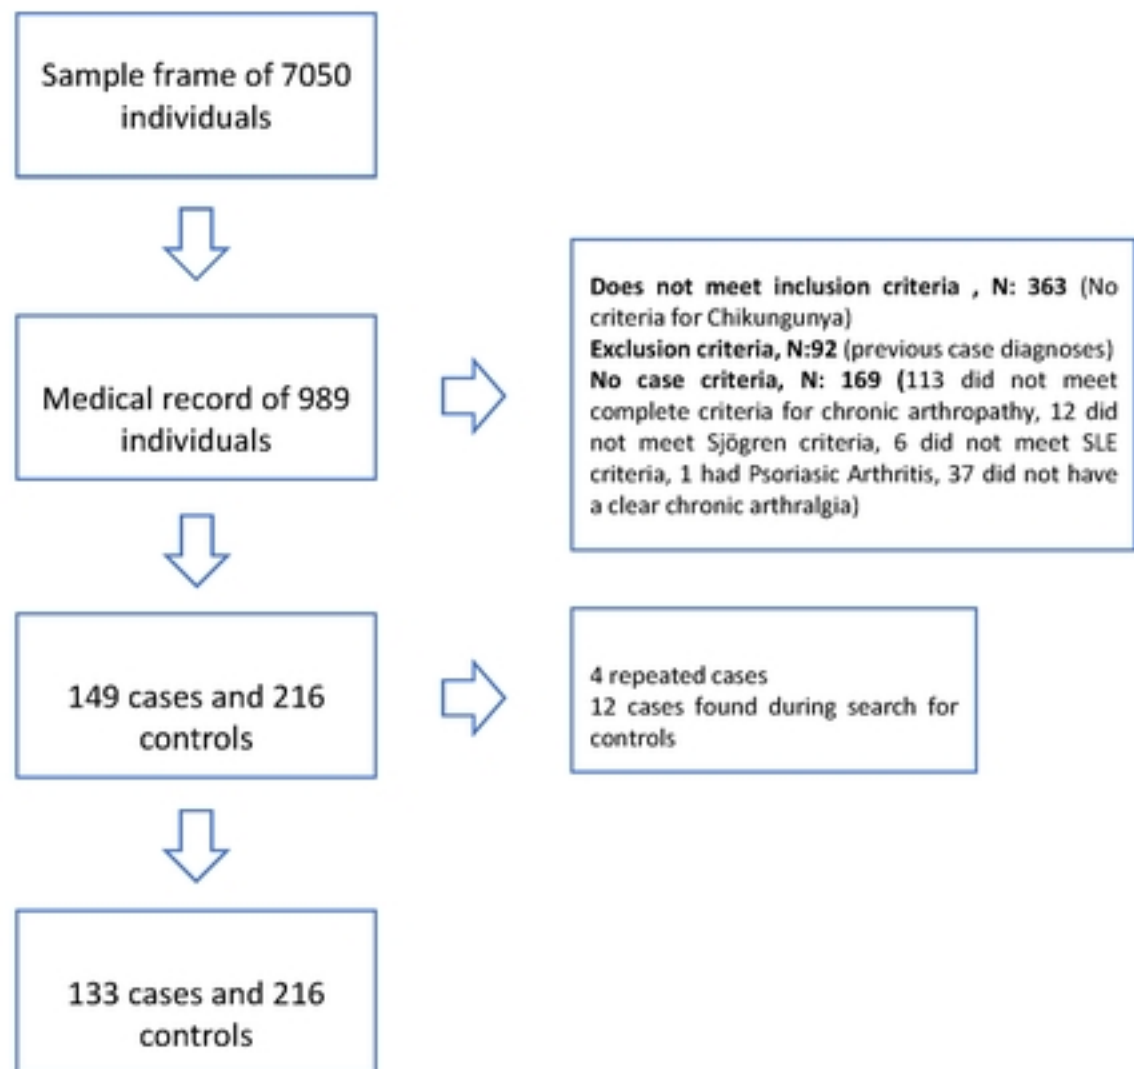 Sample frame of 7050
individuals
Medical record of 989
individuals
Does not meet inclusion criteria , N: 363 (No
criteria for Chikungunya)
Exclusion criteria, N:92 (previous case diagnoses)
No case criteria, N: 169 (113 did not meet
complete criteria for chronic arthropathy, 12 did
not meet Sjögren criteria, 6 did not meet SLE
criteria, 1 had Psoriasic Arthritis, 37 did not have
a clear chronic arthralgia)
149 cases and 216
controls
4 repeated cases
12 cases found during search for
controls
133 cases and 216
controls